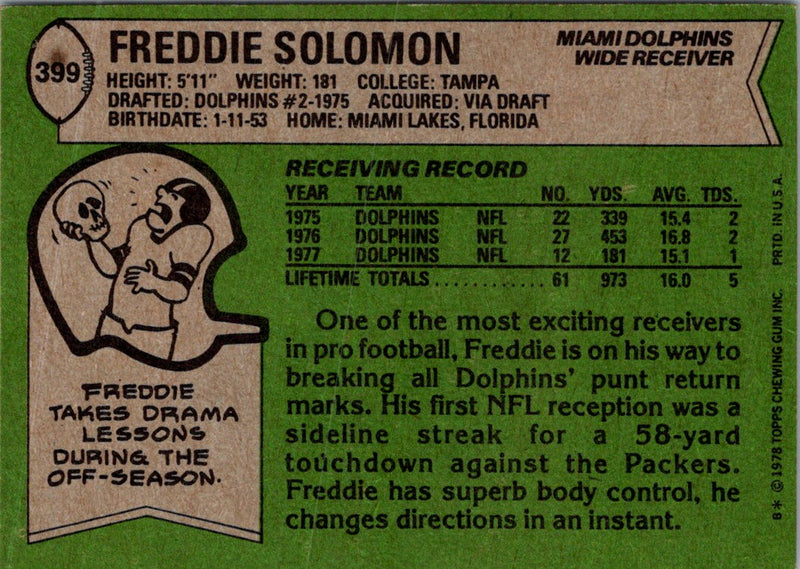 399
FREDDIE SOLOMON
MIAMI DOLPHINS
WIDE RECEIVER
HEIGHT: 5'11" WEIGHT: 181 COLLEGE: TAMPA
DRAFTED: DOLPHINS #2-1975 ACQUIRED: VIA DRAFT
BIRTHDATE: 1-11-53 HOME: MIAMI LAKES, FLORIDA
RECEIVING RECORD
YEAR TEAM NO. YDS. AVG. TDS.
1975 DOLPHINS NFL 22 339 15.4 2
1976 DOLPHINS NFL 27 453 16.8 2
1977 DOLPHINS NFL 12 181 15.1 1
LIFETIME TOTALS ............ 61 973 16.0 5
One of the most exciting receivers
in pro football, Freddie is on his way to
breaking all Dolphins' punt return
marks. His first NFL reception was a
sideline streak for a 58-yard
touchdown against the Packers.
Freddie has superb body control, he
changes directions in an instant.
FREDDIE
TAKES DRAMA
LESSONS
DURING THE
OFF-SEASON.
B* © 1978 TOPPS CHEWING GUM INC. PRTD. IN U.S.A.